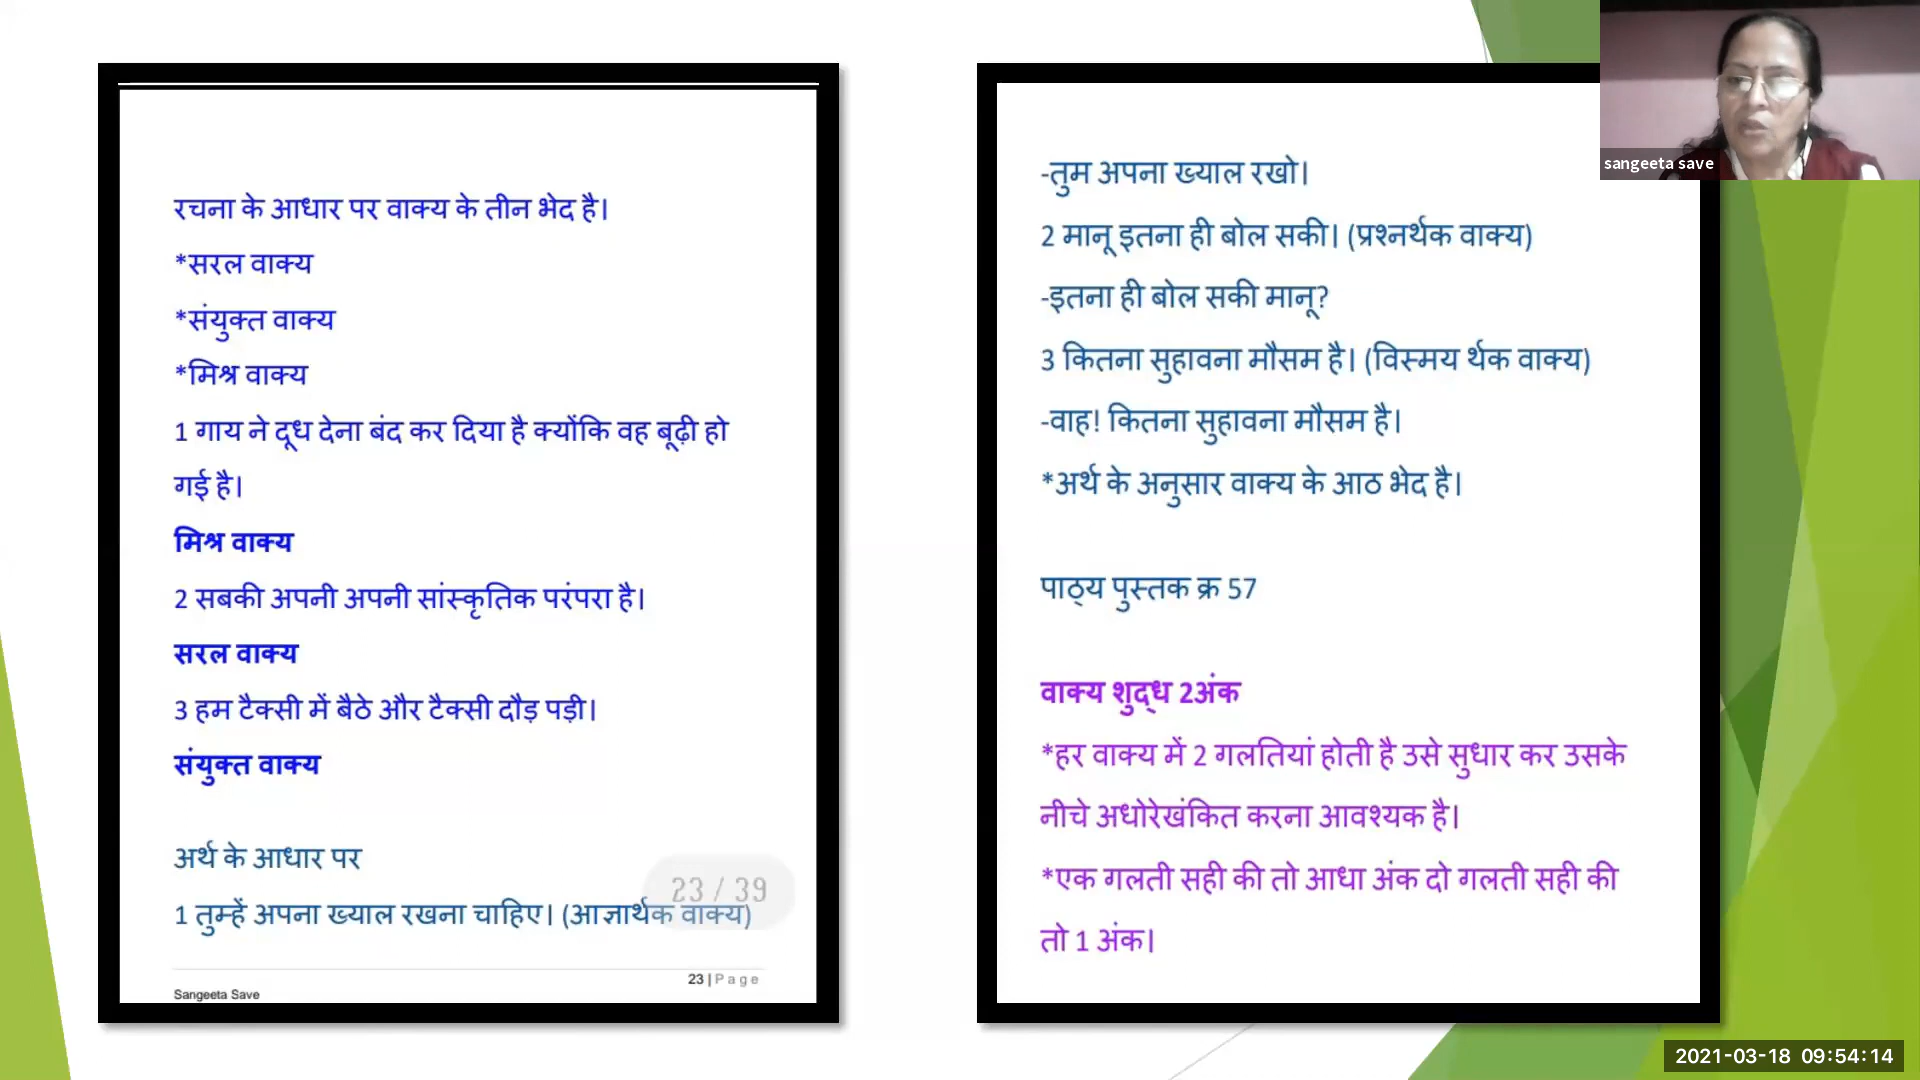 रचना के आधार पर वाक्य के तीन भेद है।
*सरल वाक्य
*संयुक्त वाक्य
*मिश्र वाक्य
1 गाय ने दूध देना बंद कर दिया है क्योंकि वह बूढ़ी हो
गई है।
मिश्र वाक्य
2 सबकी अपनी अपनी सांस्कृतिक परंपरा है।
सरल वाक्य
3 हम टैक्सी में बैठे और टैक्सी दौड़ पड़ी।
संयुक्त वाक्य
अर्थ के आधार पर
23 / 39
1 तुम्हें अपना ख्याल रखना चाहिए। (आज्ञार्थक वाक्य)
23 | Page
Sangeeta Save
-तुम अपना ख्याल रखो।
2 मानू इतना ही बोल सकी। (प्रश्नर्थक वाक्य)
-इतना ही बोल सकी मानू?
3 कितना सुहावना मौसम है। (विस्मय र्थक वाक्य)
-वाह! कितना सुहावना मौसम है।
*अर्थ के अनुसार वाक्य के आठ भेद है।
पाठ्य पुस्तक क्र 57
वाक्य शुद्ध 2अंक
*हर वाक्य में 2 गलतियां होती है उसे सुधार कर उसके
नीचे अधोरेखंकित करना आवश्यक है।
*एक गलती सही की तो आधा अंक दो गलती सही की
तो 1 अंक।
sangeeta save
2021-03-18 09:54:14